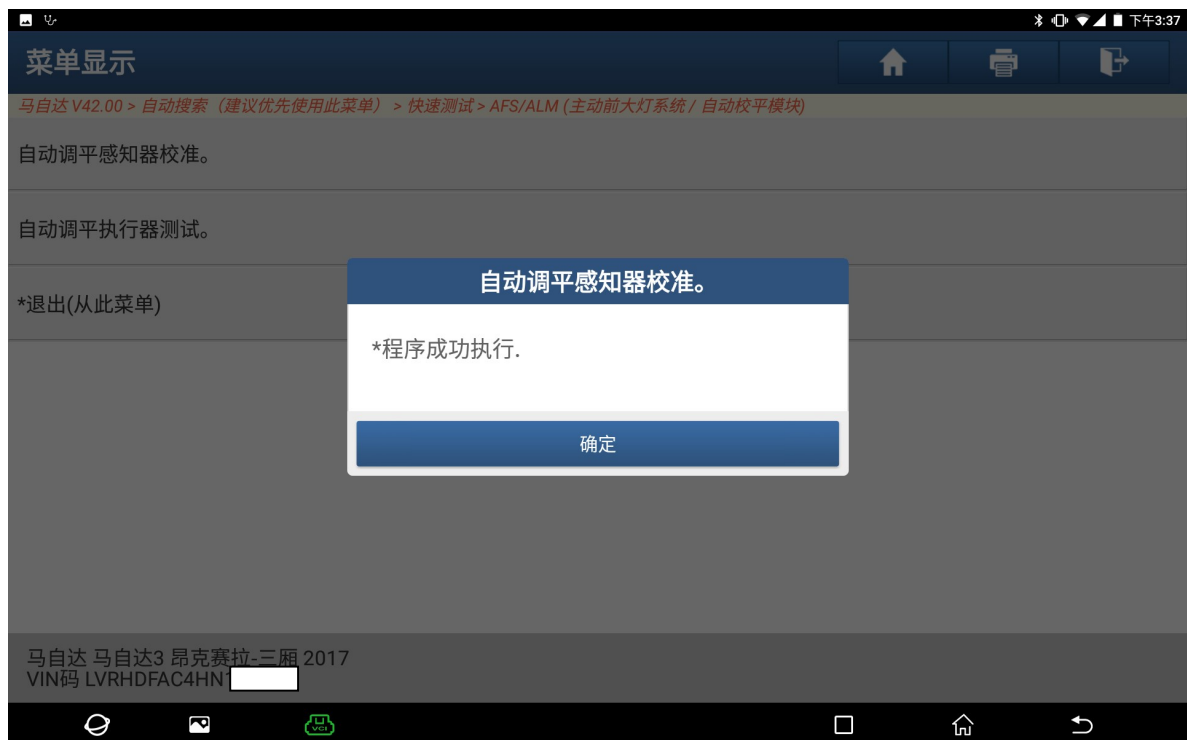 下午3:37
菜单显示
马自达 V42.00 > 自动搜索（建议优先使用此菜单） > 快速测试 > AFS/ALM (主动前大灯系统 / 自动校平模块)
自动调平感知器校准。
自动调平执行器测试。
*退出(从此菜单)
自动调平感知器校准。
*程序成功执行.
确定
马自达 马自达3 昂克赛拉-三厢 2017
VIN码 LVRHDFAC4HN
VCI